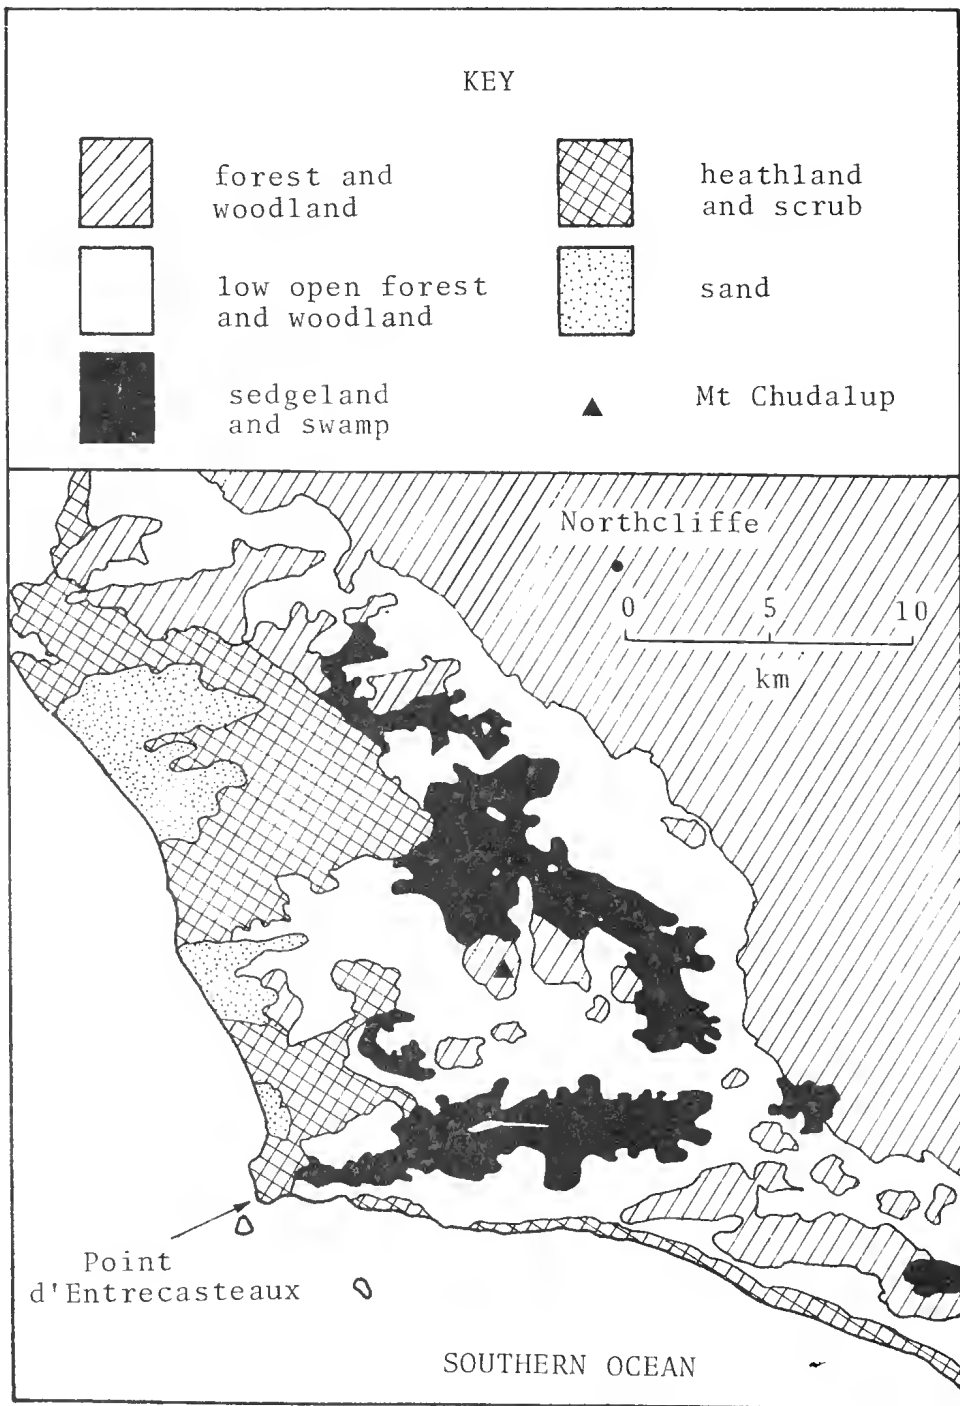 KEY
forest and
woodland
heathland
and scrub
low open forest
and woodland
sand
sedgeland
and swamp
Mt Chudalup
Northcliffe
0 5 10
km
Point
d'Entrecasteaux
SOUTHERN OCEAN